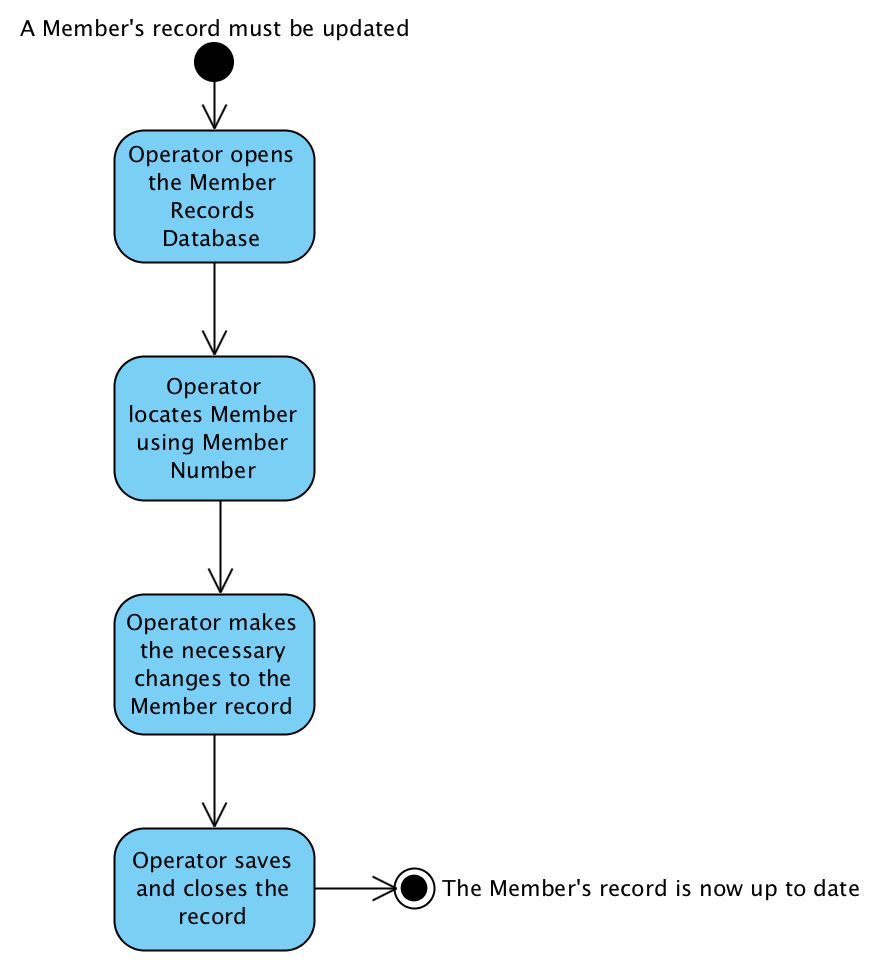 A Member's record must be updated
Operator opens
the Member
Records
Database
Operator
locates Member
using Member
Number
Operator makes
the necessary
changes to the
Member record
Operator saves
and closes the
record
The Member's record is now up to date